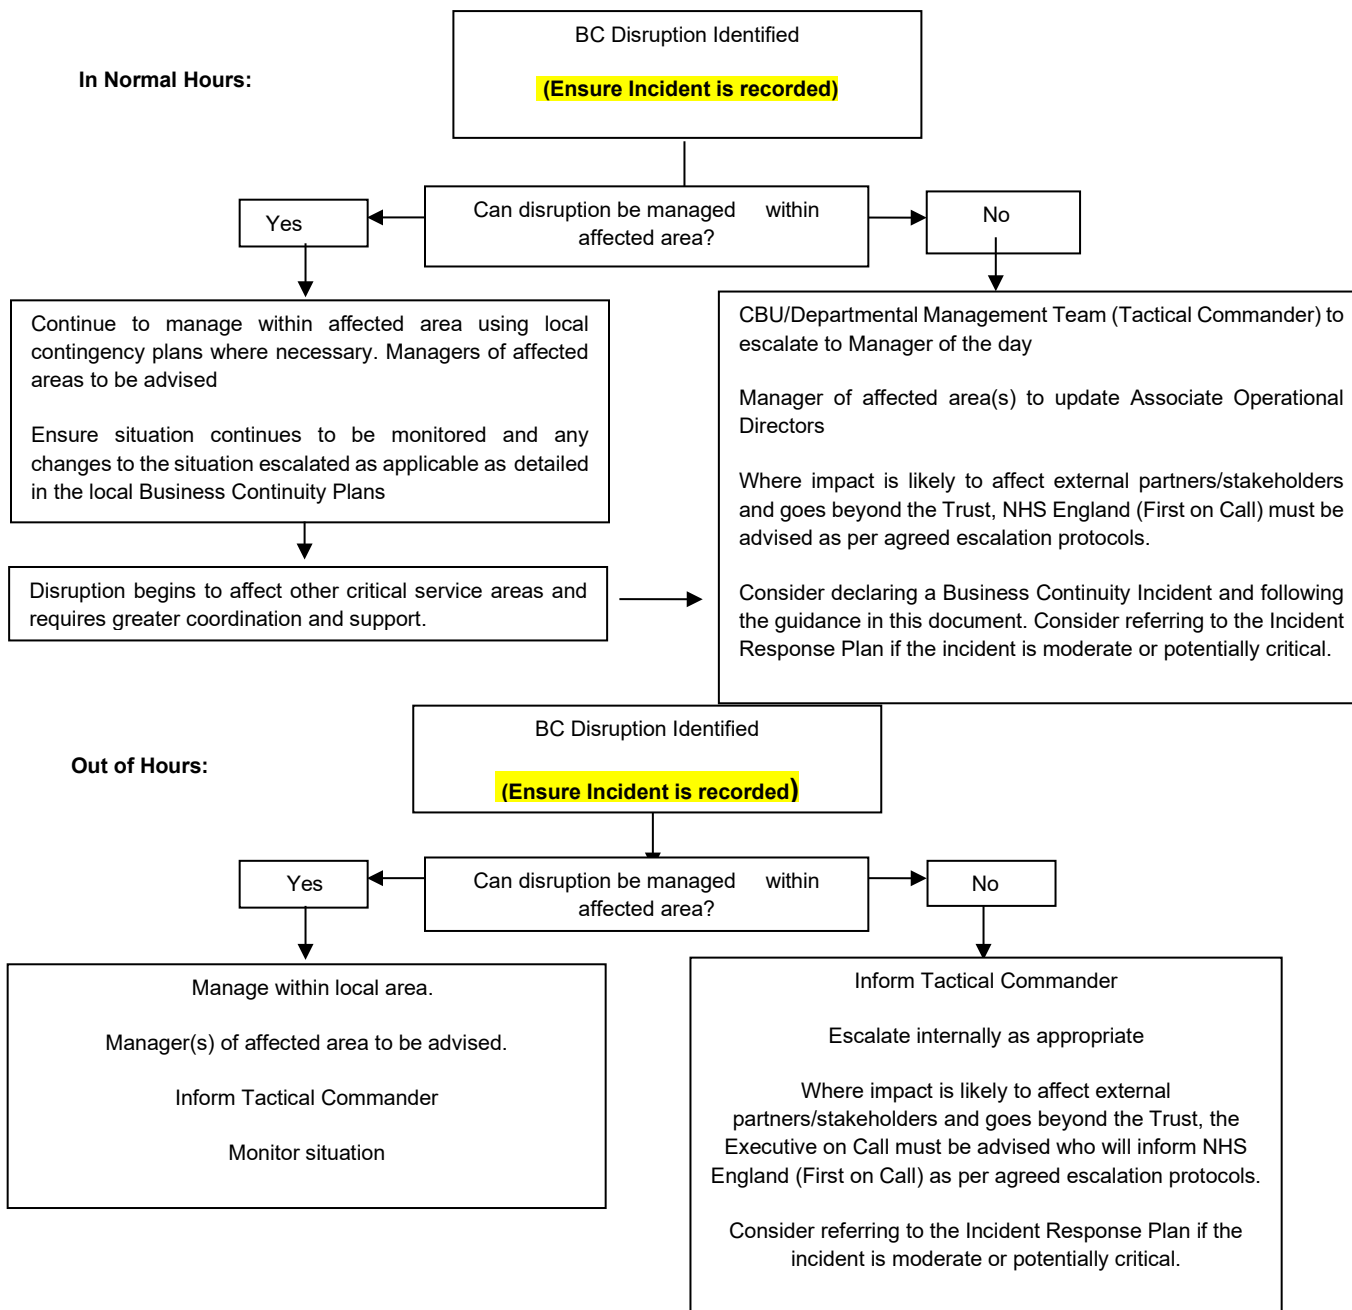 BC Disruption Identified
In Normal Hours:
(Ensure Incident is recorded)
Yes
Can disruption be managed within
affected area?
No
Continue to manage within affected area using local
contingency plans where necessary. Managers of affected
areas to be advised
Ensure situation continues to be monitored and any
changes to the situation escalated as applicable as detailed
in the local Business Continuity Plans
Disruption begins to affect other critical service areas and
requires greater coordination and support.
CBU/Departmental Management Team (Tactical Commander) to
escalate to Manager of the day
Manager of affected area(s) to update Associate Operational
Directors
Where impact is likely to affect external partners/stakeholders
and goes beyond the Trust, NHS England (First on Call) must be
advised as per agreed escalation protocols.
Consider declaring a Business Continuity Incident and following
the guidance in this document. Consider referring to the Incident
Response Plan if the incident is moderate or potentially critical.
BC Disruption Identified
Out of Hours:
(Ensure Incident is recorded)
Yes
Can disruption be managed within
affected area?
No
Manage within local area.
Manager(s) of affected area to be advised.
Inform Tactical Commander
Monitor situation
Inform Tactical Commander
Escalate internally as appropriate
Where impact is likely to affect external
partners/stakeholders and goes beyond the Trust, the
Executive on Call must be advised who will inform NHS
England (First on Call) as per agreed escalation protocols.
Consider referring to the Incident Response Plan if the
incident is moderate or potentially critical.